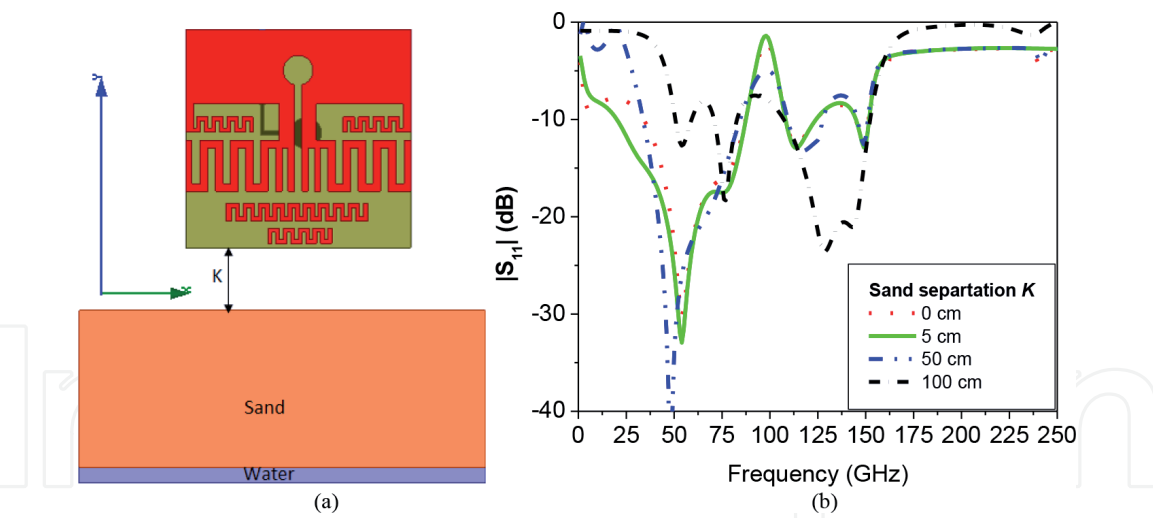 K
Sand
Water
(a)
|S11| (dB)
0
-10
-20
-30
-40
0 25 50 75 100 125 150 175 200 225 250
Frequency (GHz)
Sand separtation K
0 cm
5 cm
50 cm
100 cm
(b)